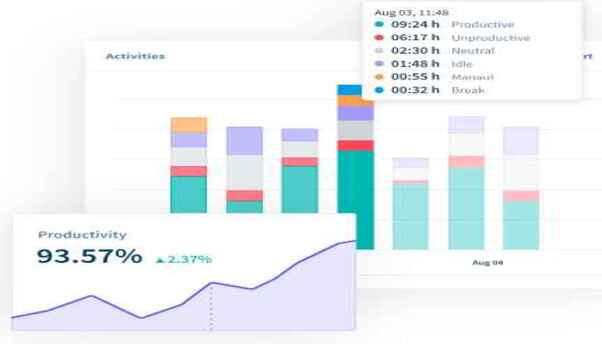 Aug 03, 11:48
09:24 h Productive
06:17 h Unproductive
02:30 h Neutral
01:48 h Idle
00:55 h Manaul
00:32 h Break
Activities
Productivity
93.57% ▲2.37%
Aug 04